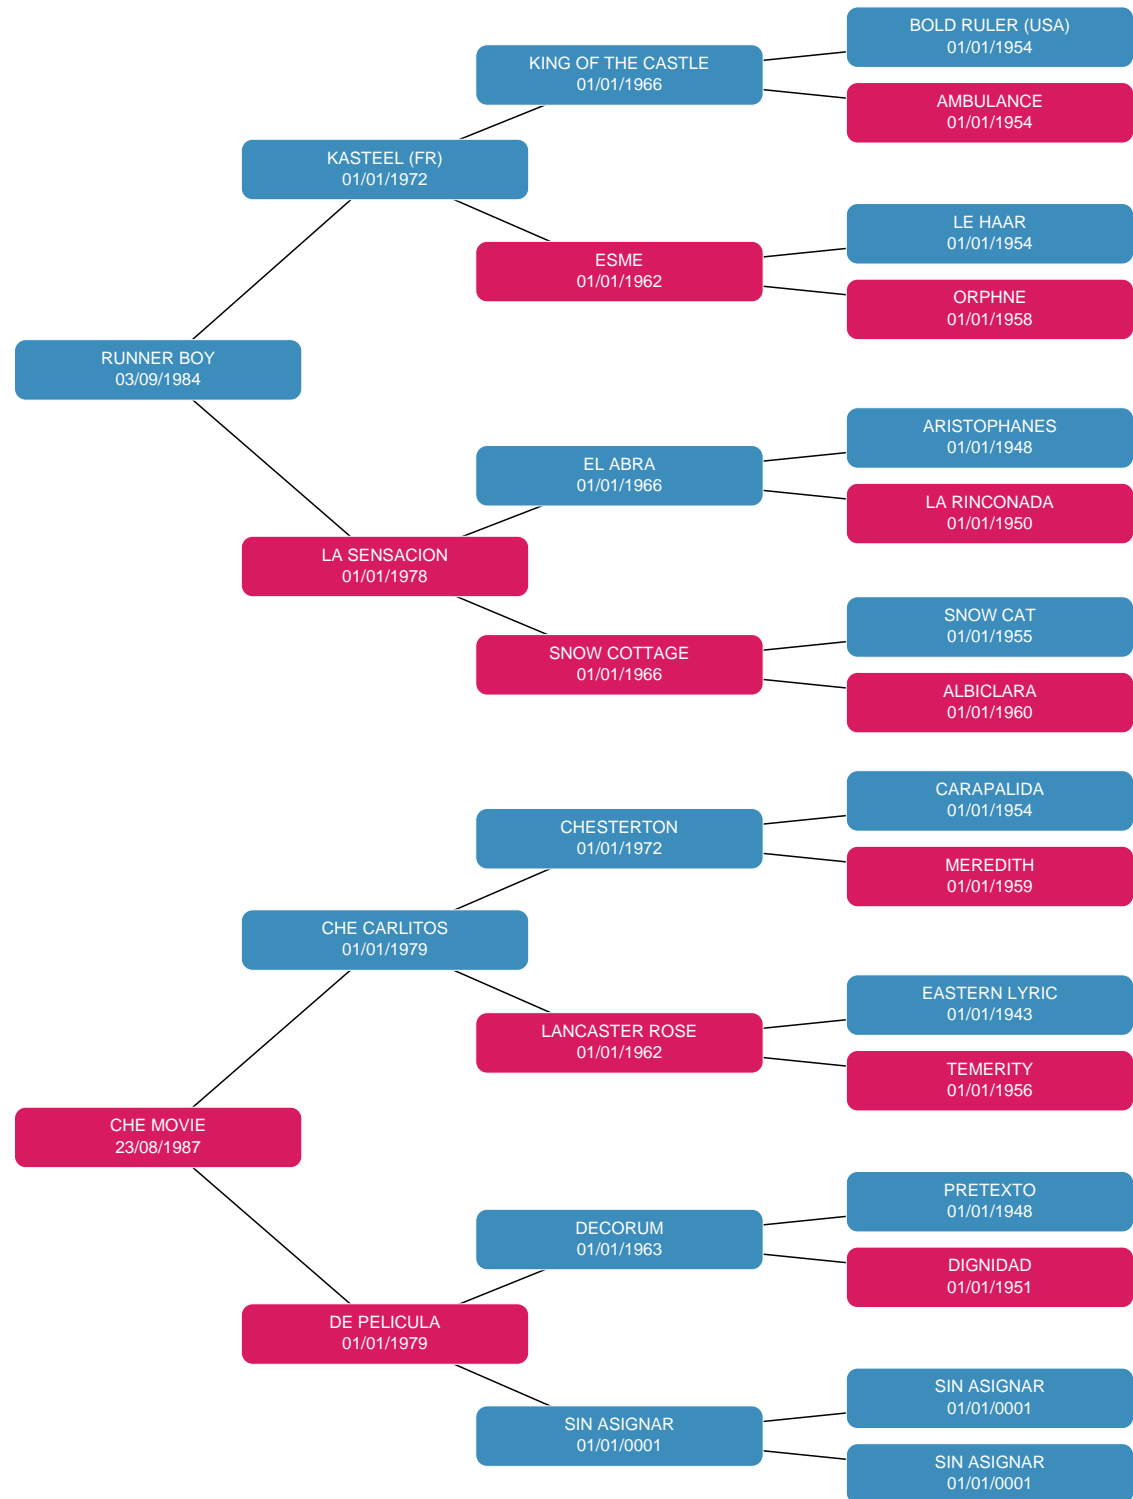 BOLD RULER (USA)
01/01/1954
KING OF THE CASTLE
01/01/1966
AMBULANCE
01/01/1954
KASTEEL (FR)
01/01/1972
LE HAAR
01/01/1954
ESME
01/01/1962
ORPHNE
01/01/1958
RUNNER BOY
03/09/1984
ARISTOPHANES
01/01/1948
EL ABRA
01/01/1966
LA RINCONADA
01/01/1950
LA SENSACION
01/01/1978
SNOW CAT
01/01/1955
SNOW COTTAGE
01/01/1966
ALBICLARA
01/01/1960
CARAPALIDA
01/01/1954
CHESTERTON
01/01/1972
MEREDITH
01/01/1959
CHE CARLITOS
01/01/1979
EASTERN LYRIC
01/01/1943
LANCASTER ROSE
01/01/1962
TEMERITY
01/01/1956
CHE MOVIE
23/08/1987
PRETEXTO
01/01/1948
DECORUM
01/01/1963
DIGNIDAD
01/01/1951
DE PELICULA
01/01/1979
SIN ASIGNAR
01/01/0001
SIN ASIGNAR
01/01/0001
SIN ASIGNAR
01/01/0001